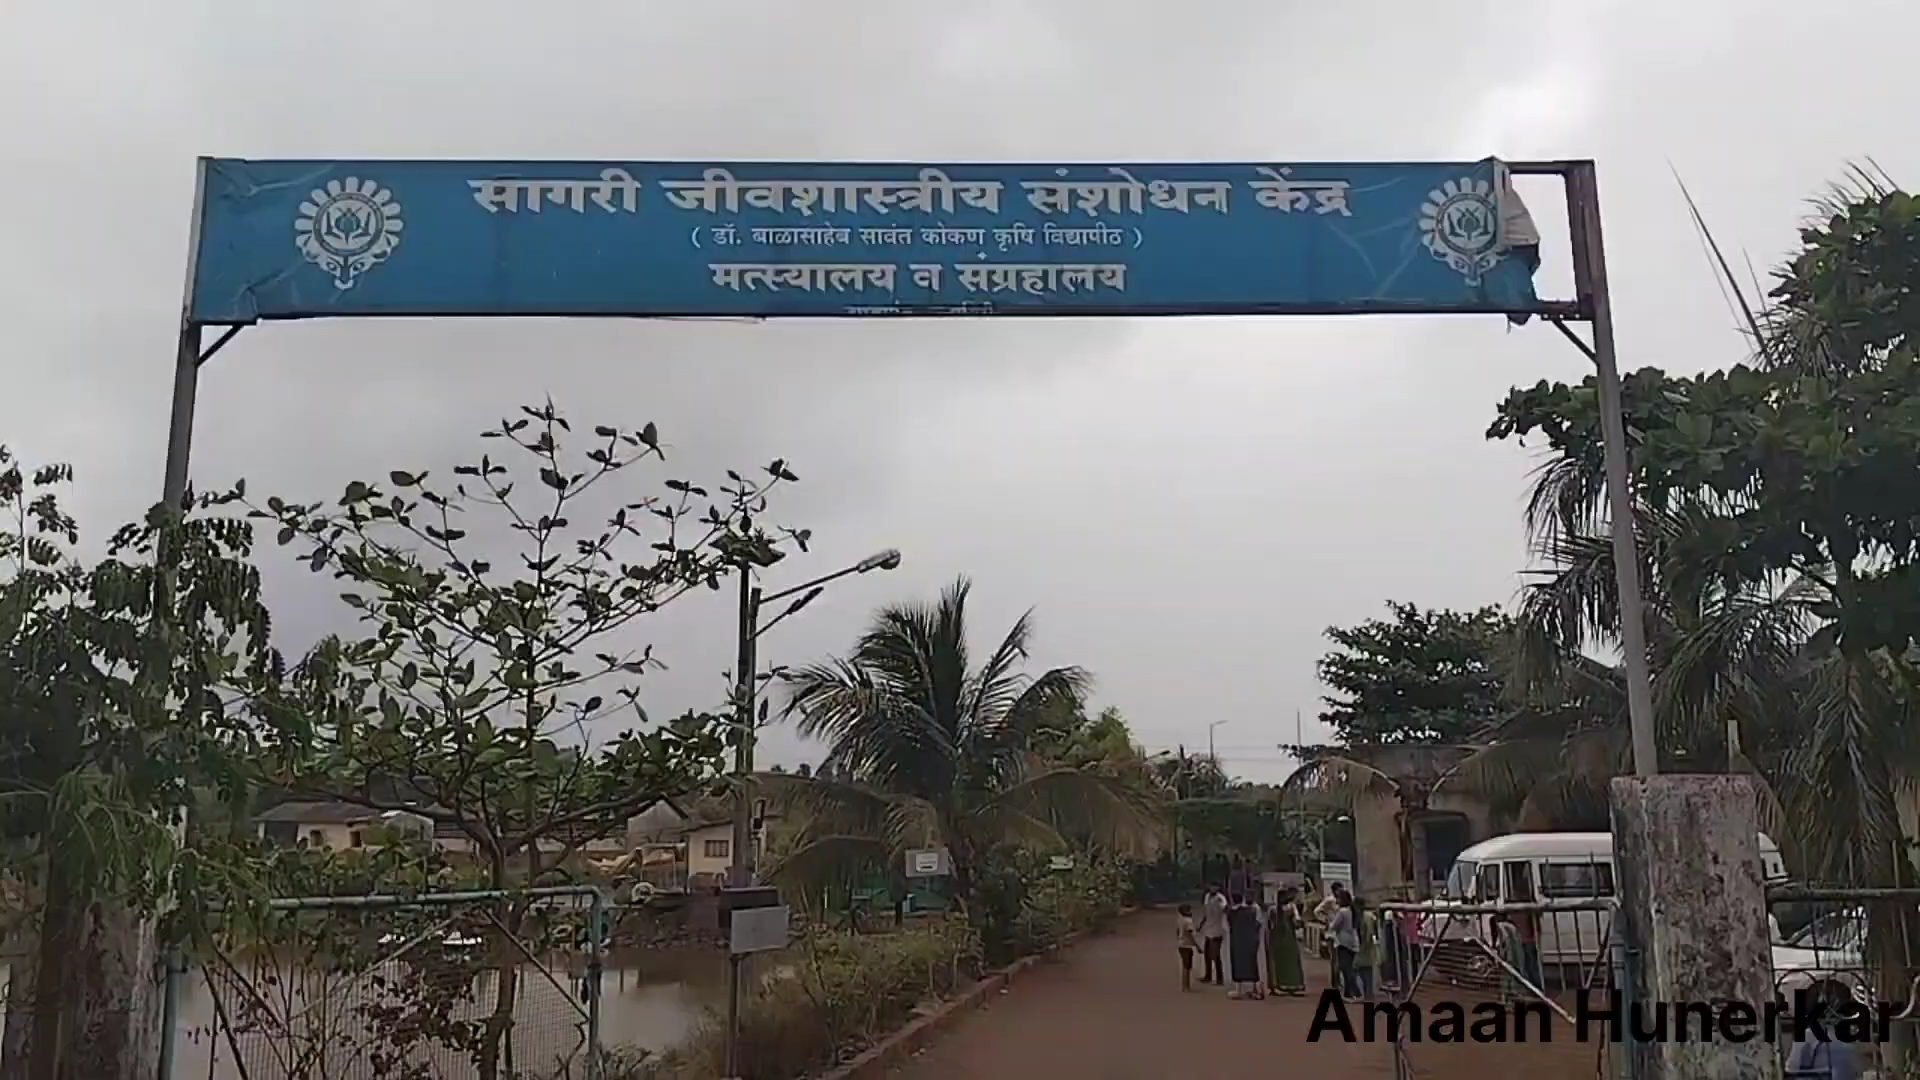 सागरी जीवशास्त्रीय संशोधन केंद्र
( डॉ. बाळासाहेब सावंत कोकण कृषि विद्यापीठ )
मत्स्यालय व संग्रहालय
Amaan Hunerkar